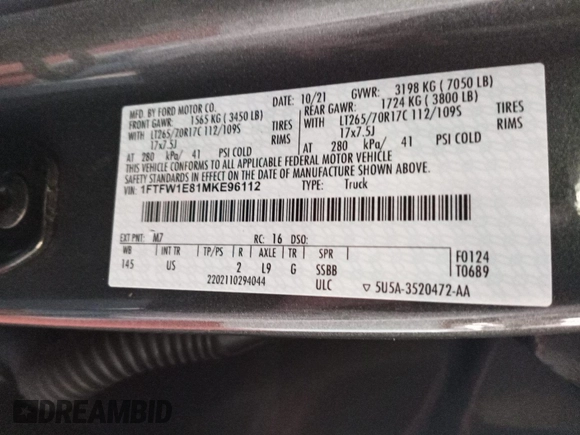 MFD. BY FORD MOTOR CO.
10/21 GVWR: 3198 KG ( 7050 LB)
FRONT GAWR: 1565 KG ( 3450 LB)
REAR GAWR: 1724 KG ( 3800 LB)
WITH LT265/70R17C 112/109S TIRES
WITH LT265/70R17C 112/109S TIRES
17x7.5J RIMS
17x7.5J RIMS
AT 280 kPa/ 41 PSI COLD
AT 280 kPa/ 41 PSI COLD
THIS VEHICLE CONFORMS TO ALL APPLICABLE FEDERAL MOTOR VEHICLE
SAFETY STANDARDS IN EFFECT ON THE DATE OF MANUFACTURE SHOWN ABOVE.
VIN: 1FTFW1E81MKE96112 TYPE: Truck
EXT PNT: M7 RC: 16 DSO:
WB INT TR TP/PS R AXLE TR SPR
145 US 2 L9 G SSBB
F0124
T0689
2202110294044 ULC
5U5A-3520472-AA
DREAMBID